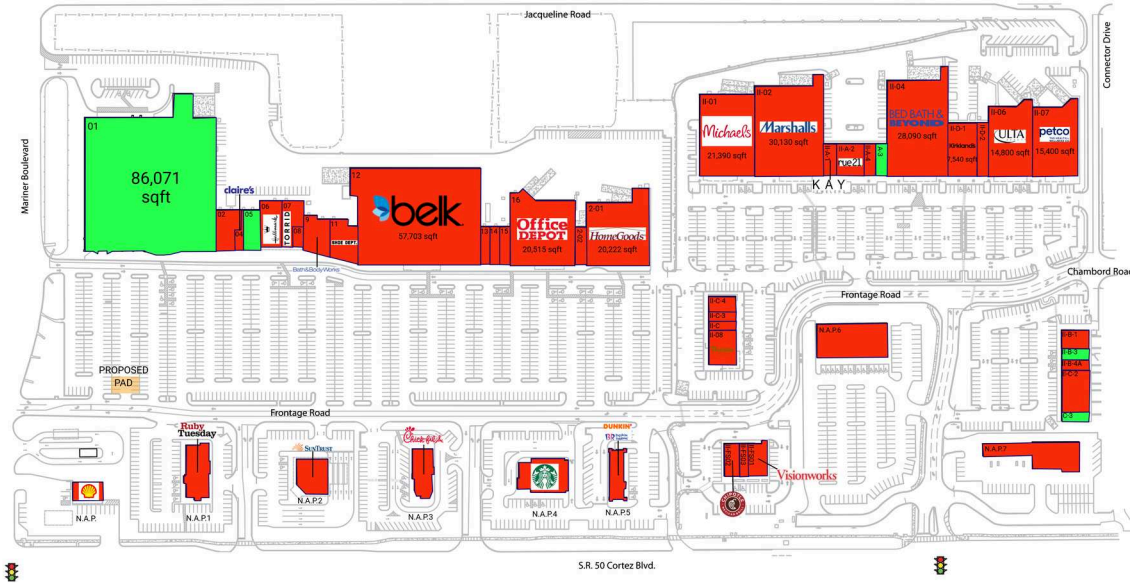 Jacqueline Road
Connector Drive
Mariner Boulevard
01
86,071
sqft
claire's
02
05
06
07
TORRID
08
9
11
SHOE DEPT.
Bath&BodyWorks
12
belk
57,703 sqft
13
14
15
16
Office
DEPOT
20,515 sqft
2-02
2-01
HomeGoods
20,222 sqft
II-01
Michaels
21,390 sqft
II-02
Marshalls
30,130 sqft
II-A-1
KAY
II-A-2
rue21
A-3
II-04
BED BATH &
BEYOND
28,090 sqft
II-D-1
Kirklands
7,540 sqft
II-D-2
II-06
ULTA
14,800 sqft
II-07
petco
15,400 sqft
Chambord Road
Frontage Road
II-C-4
II-C-3
II-C
II-08
N.A.P.6
II-B-1
II-B-3
II-B-4A
II-C-2
C-3
PROPOSED
PAD
Frontage Road
N.A.P.
Ruby
Tuesday
N.A.P.1
SUNTRUST
N.A.P.2
Chick-fil-A
N.A.P.3
N.A.P.4
DUNKIN'
BR
N.A.P.5
Visionworks
N.A.P.7
S.R. 50 Cortez Blvd.